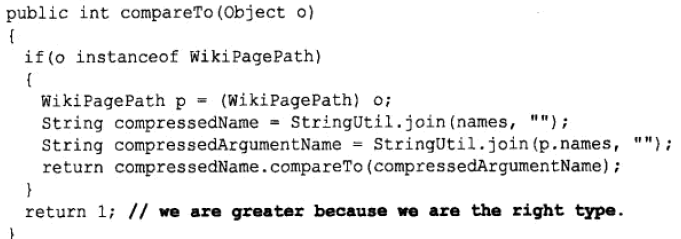 public int compareTo(Object o)
{
  if(o instanceof WikiPagePath)
  {
    WikiPagePath p = (WikiPagePath) o;
    String compressedName = StringUtil.join(names, "");
    String compressedArgumentName = StringUtil.join(p.names, "");
    return compressedName.compareTo(compressedArgumentName);
  }
  return 1; // we are greater because we are the right type.
}